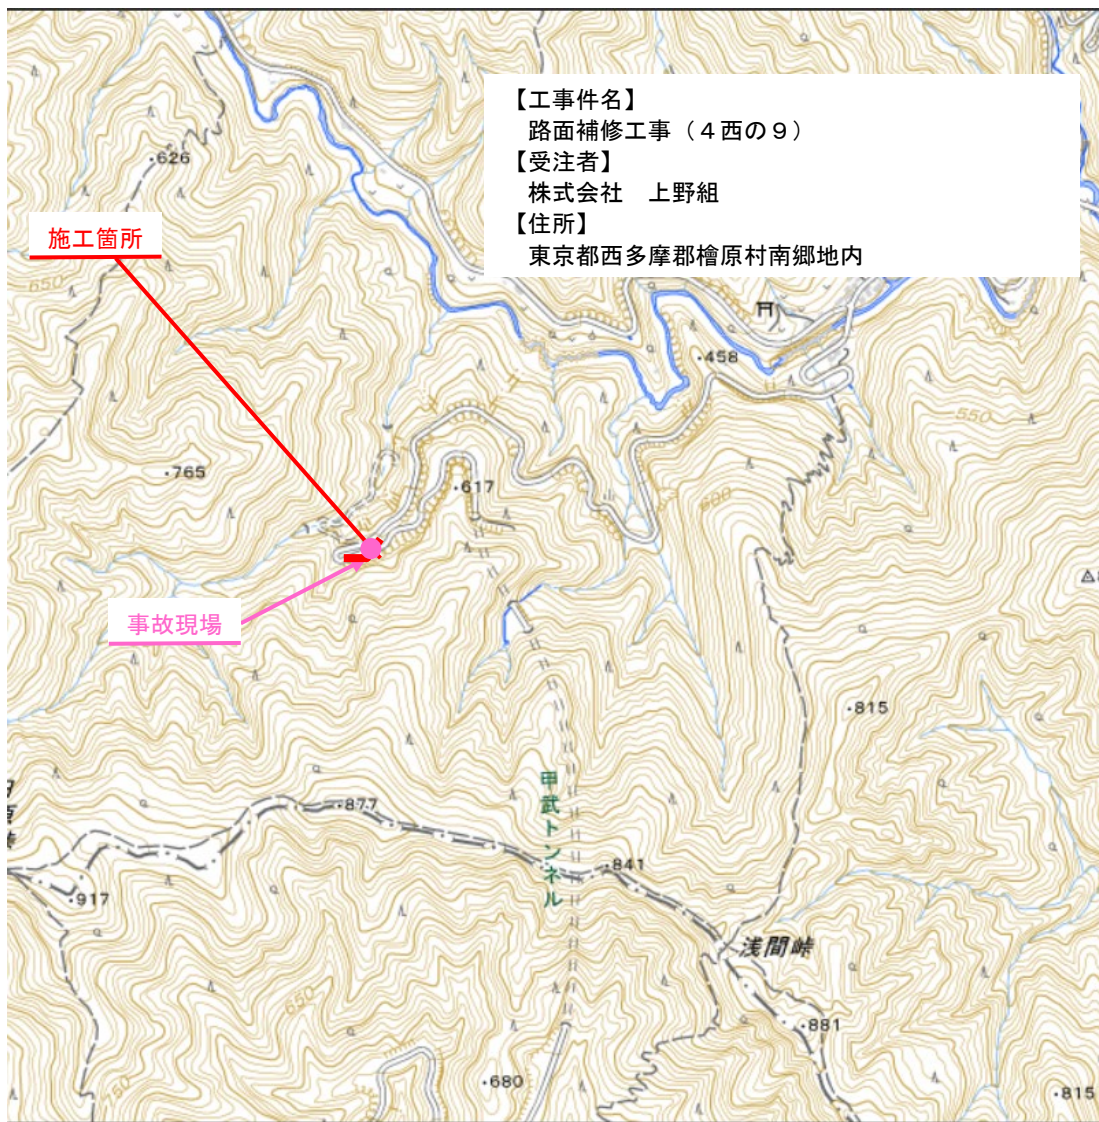 【工事件名】
路面補修工事（４西の９）
【受注者】
株式会社　上野組
【住所】
東京都西多摩郡檜原村南郷地内
626
施工箇所
650
458
550
765
617
600
事故現場
815
甲武トンネル
877
841
917
浅間峠
650
881
680
750
815